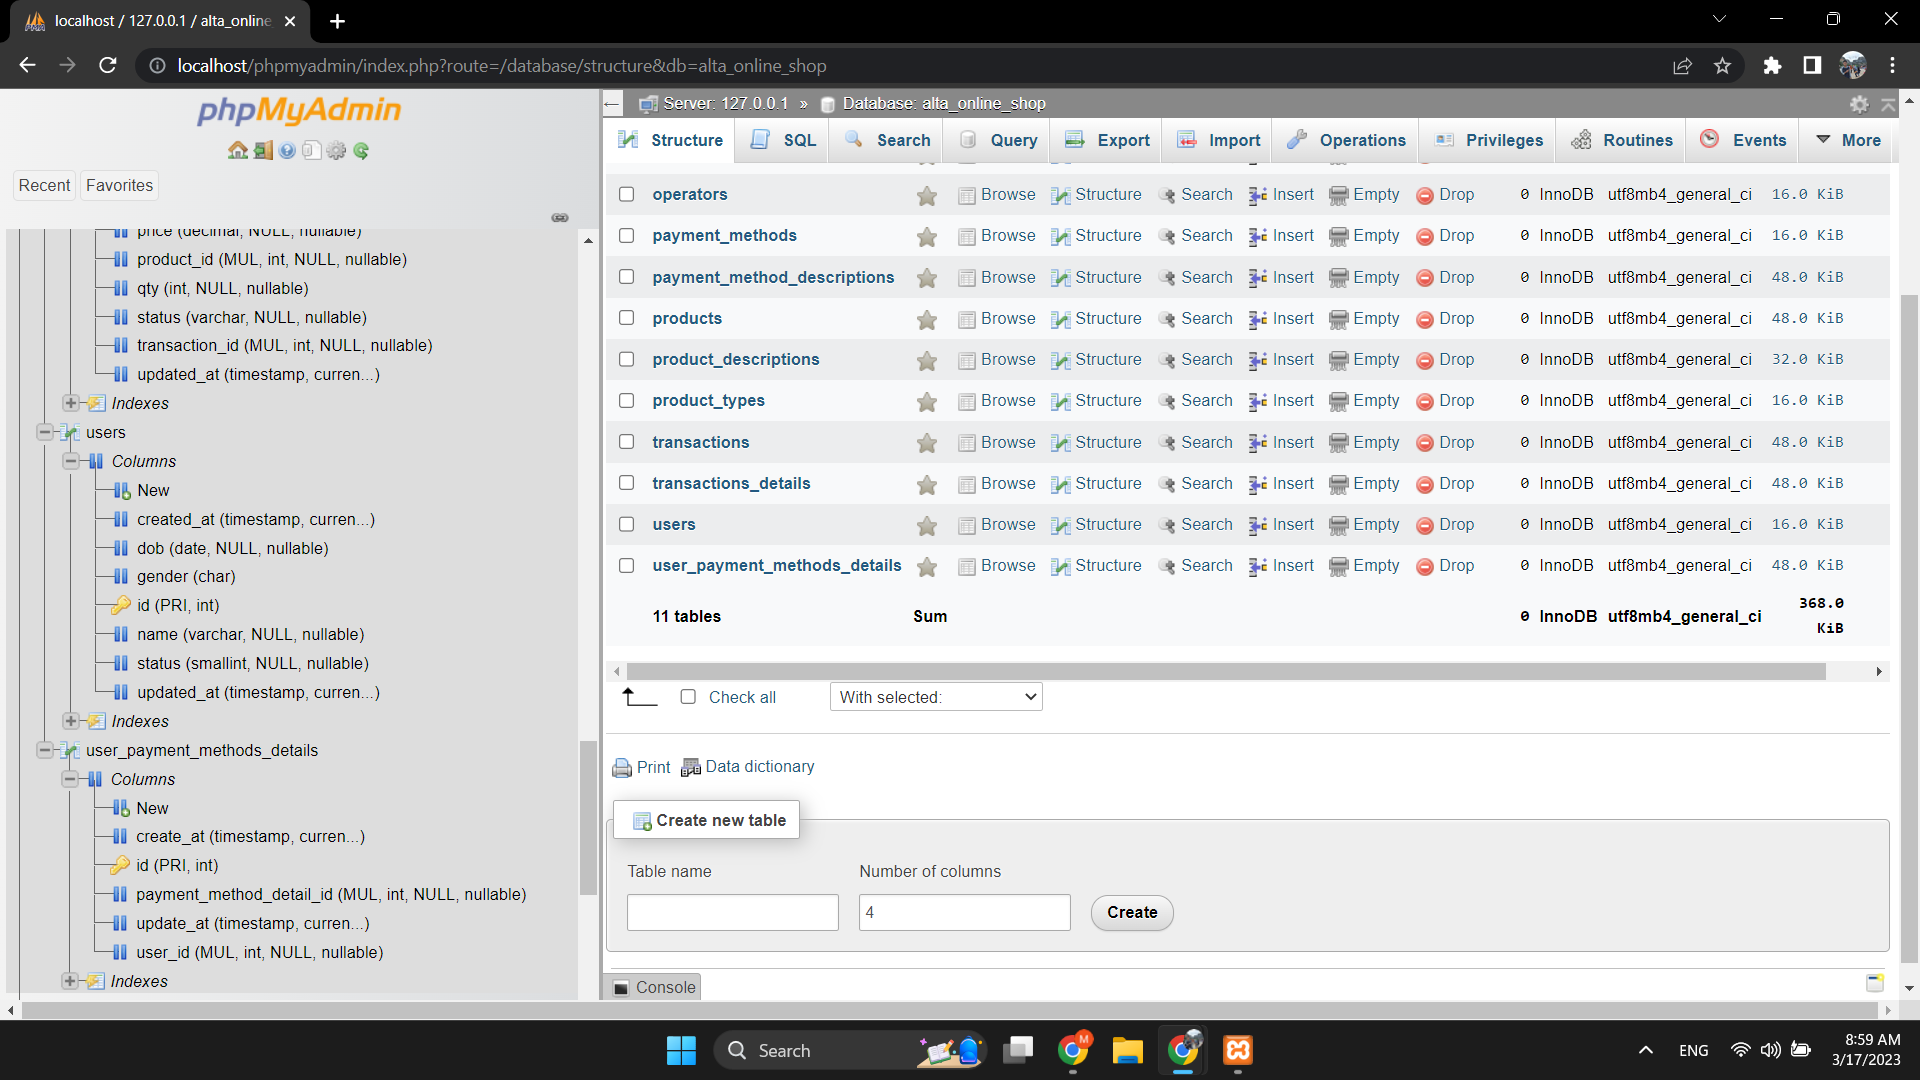 localhost / 127.0.0.1 / alta_online
localhost/phpmyadmin/index.php?route=/database/structure&db=alta_online_shop
phpMyAdmin
Recent Favorites
price (decimal, NULL, nullable)
product_id (MUL, int, NULL, nullable)
qty (int, NULL, nullable)
status (varchar, NULL, nullable)
transaction_id (MUL, int, NULL, nullable)
updated_at (timestamp, curren...)
Indexes
users
Columns
New
created_at (timestamp, curren...)
dob (date, NULL, nullable)
gender (char)
id (PRI, int)
name (varchar, NULL, nullable)
status (smallint, NULL, nullable)
updated_at (timestamp, curren...)
Indexes
user_payment_methods_details
Columns
New
create_at (timestamp, curren...)
id (PRI, int)
payment_method_detail_id (MUL, int, NULL, nullable)
update_at (timestamp, curren...)
user_id (MUL, int, NULL, nullable)
Indexes
Server: 127.0.0.1 » Database: alta_online_shop
Structure SQL Search Query Export Import Operations Privileges Routines Events More
operators Browse Structure Search Insert Empty Drop 0 InnoDB utf8mb4_general_ci 16.0 KiB
payment_methods Browse Structure Search Insert Empty Drop 0 InnoDB utf8mb4_general_ci 16.0 KiB
payment_method_descriptions Browse Structure Search Insert Empty Drop 0 InnoDB utf8mb4_general_ci 48.0 KiB
products Browse Structure Search Insert Empty Drop 0 InnoDB utf8mb4_general_ci 48.0 KiB
product_descriptions Browse Structure Search Insert Empty Drop 0 InnoDB utf8mb4_general_ci 32.0 KiB
product_types Browse Structure Search Insert Empty Drop 0 InnoDB utf8mb4_general_ci 16.0 KiB
transactions Browse Structure Search Insert Empty Drop 0 InnoDB utf8mb4_general_ci 48.0 KiB
transactions_details Browse Structure Search Insert Empty Drop 0 InnoDB utf8mb4_general_ci 48.0 KiB
users Browse Structure Search Insert Empty Drop 0 InnoDB utf8mb4_general_ci 16.0 KiB
user_payment_methods_details Browse Structure Search Insert Empty Drop 0 InnoDB utf8mb4_general_ci 48.0 KiB
11 tables Sum 0 InnoDB utf8mb4_general_ci 368.0 KiB
Check all With selected:
Print Data dictionary
Create new table
Table name Number of columns
4 Create
Console
Search
M
ENG
8:59 AM
3/17/2023